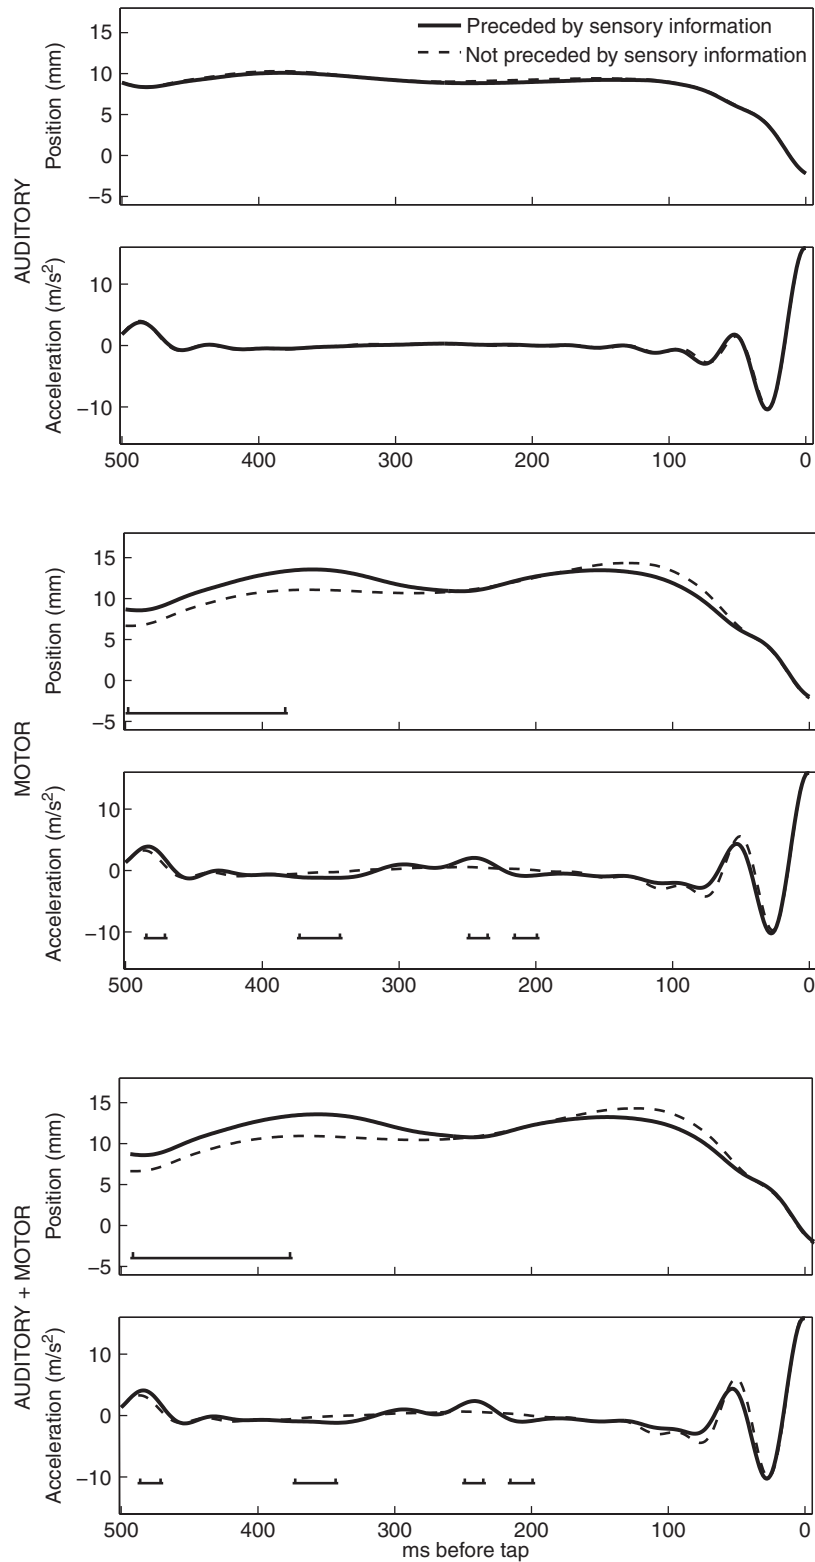 Preceded by sensory information
Not preceded by sensory information
AUDITORY
Position (mm)
15
10
5
0
−5
Acceleration (m/s²)
10
0
−10
500 400 300 200 100 0
MOTOR
Position (mm)
15
10
5
0
−5
Acceleration (m/s²)
10
0
−10
500 400 300 200 100 0
AUDITORY + MOTOR
Position (mm)
15
10
5
0
−5
Acceleration (m/s²)
10
0
−10
500 400 300 200 100 0
ms before tap